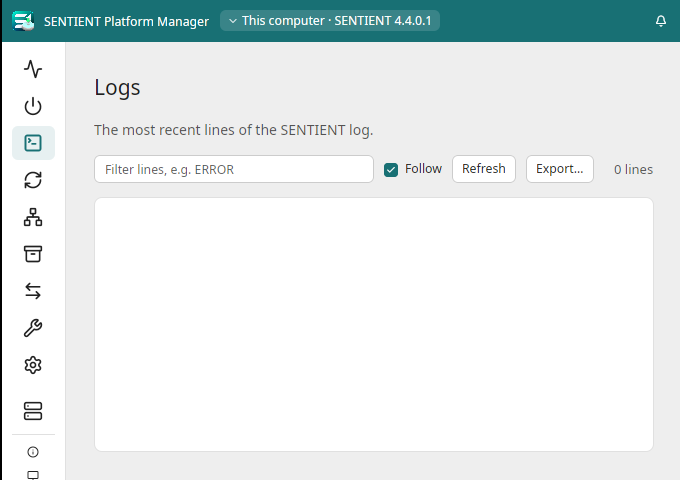 SENTIENT Platform Manager
This computer · SENTIENT 4.4.0.1
Logs
The most recent lines of the SENTIENT log.
Filter lines, e.g. ERROR
Follow
Refresh
Export...
0 lines